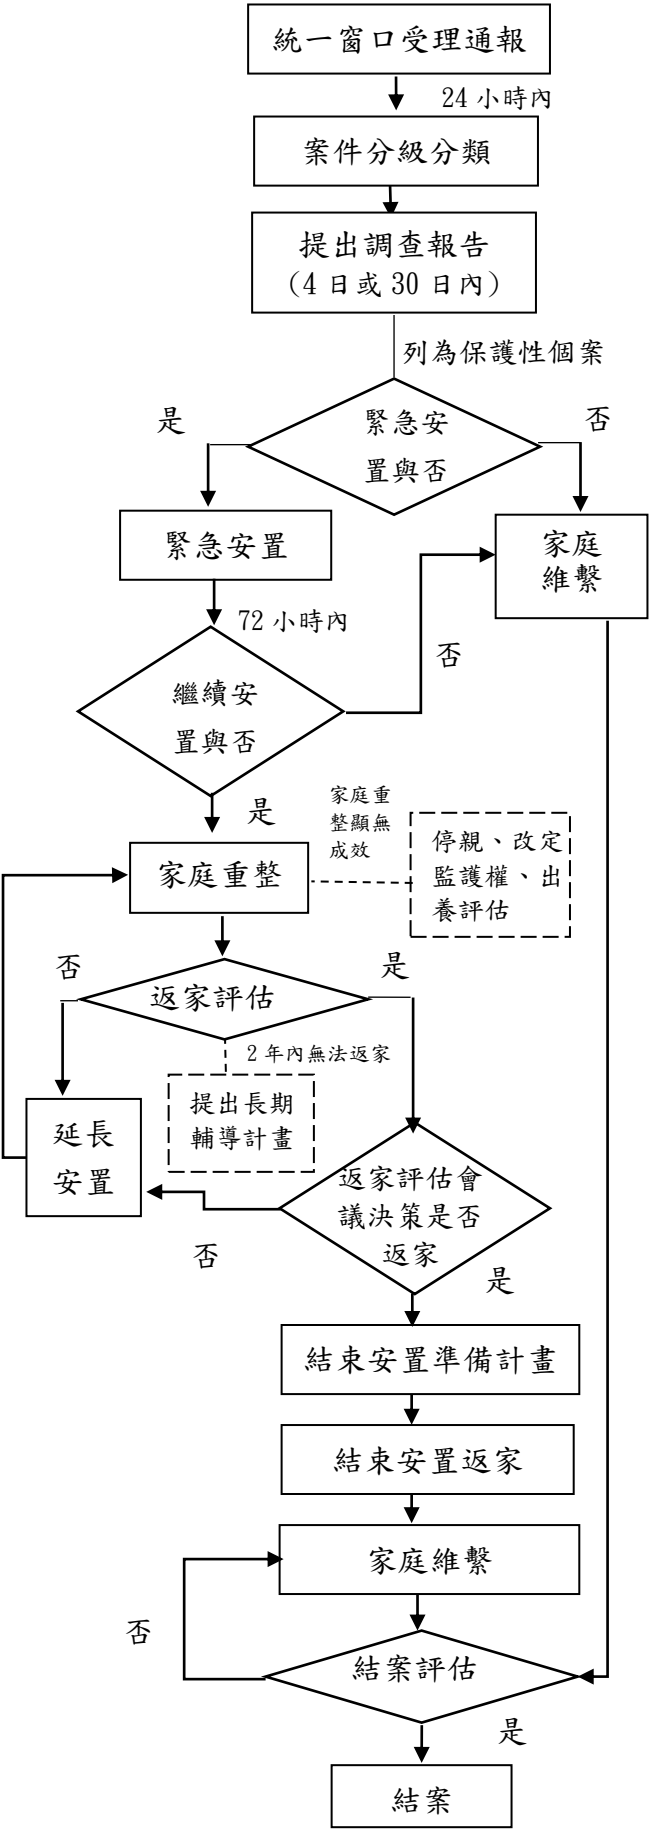 統一窗口受理通報
24 小時內
案件分級分類
提出調查報告
（4 日或 30 日內）
列為保護性個案
緊急安
置與否
是
否
緊急安置
家庭
維繫
72 小時內
否
繼續安
置與否
是
家庭重
整顯無
成效
家庭重整
停親、改定
監護權、出
養評估
否
是
返家評估
2 年內無法返家
提出長期
輔導計畫
延長
安置
返家評估會
議決策是否
返家
否
是
結束安置準備計畫
結束安置返家
家庭維繫
否
結案評估
是
結案